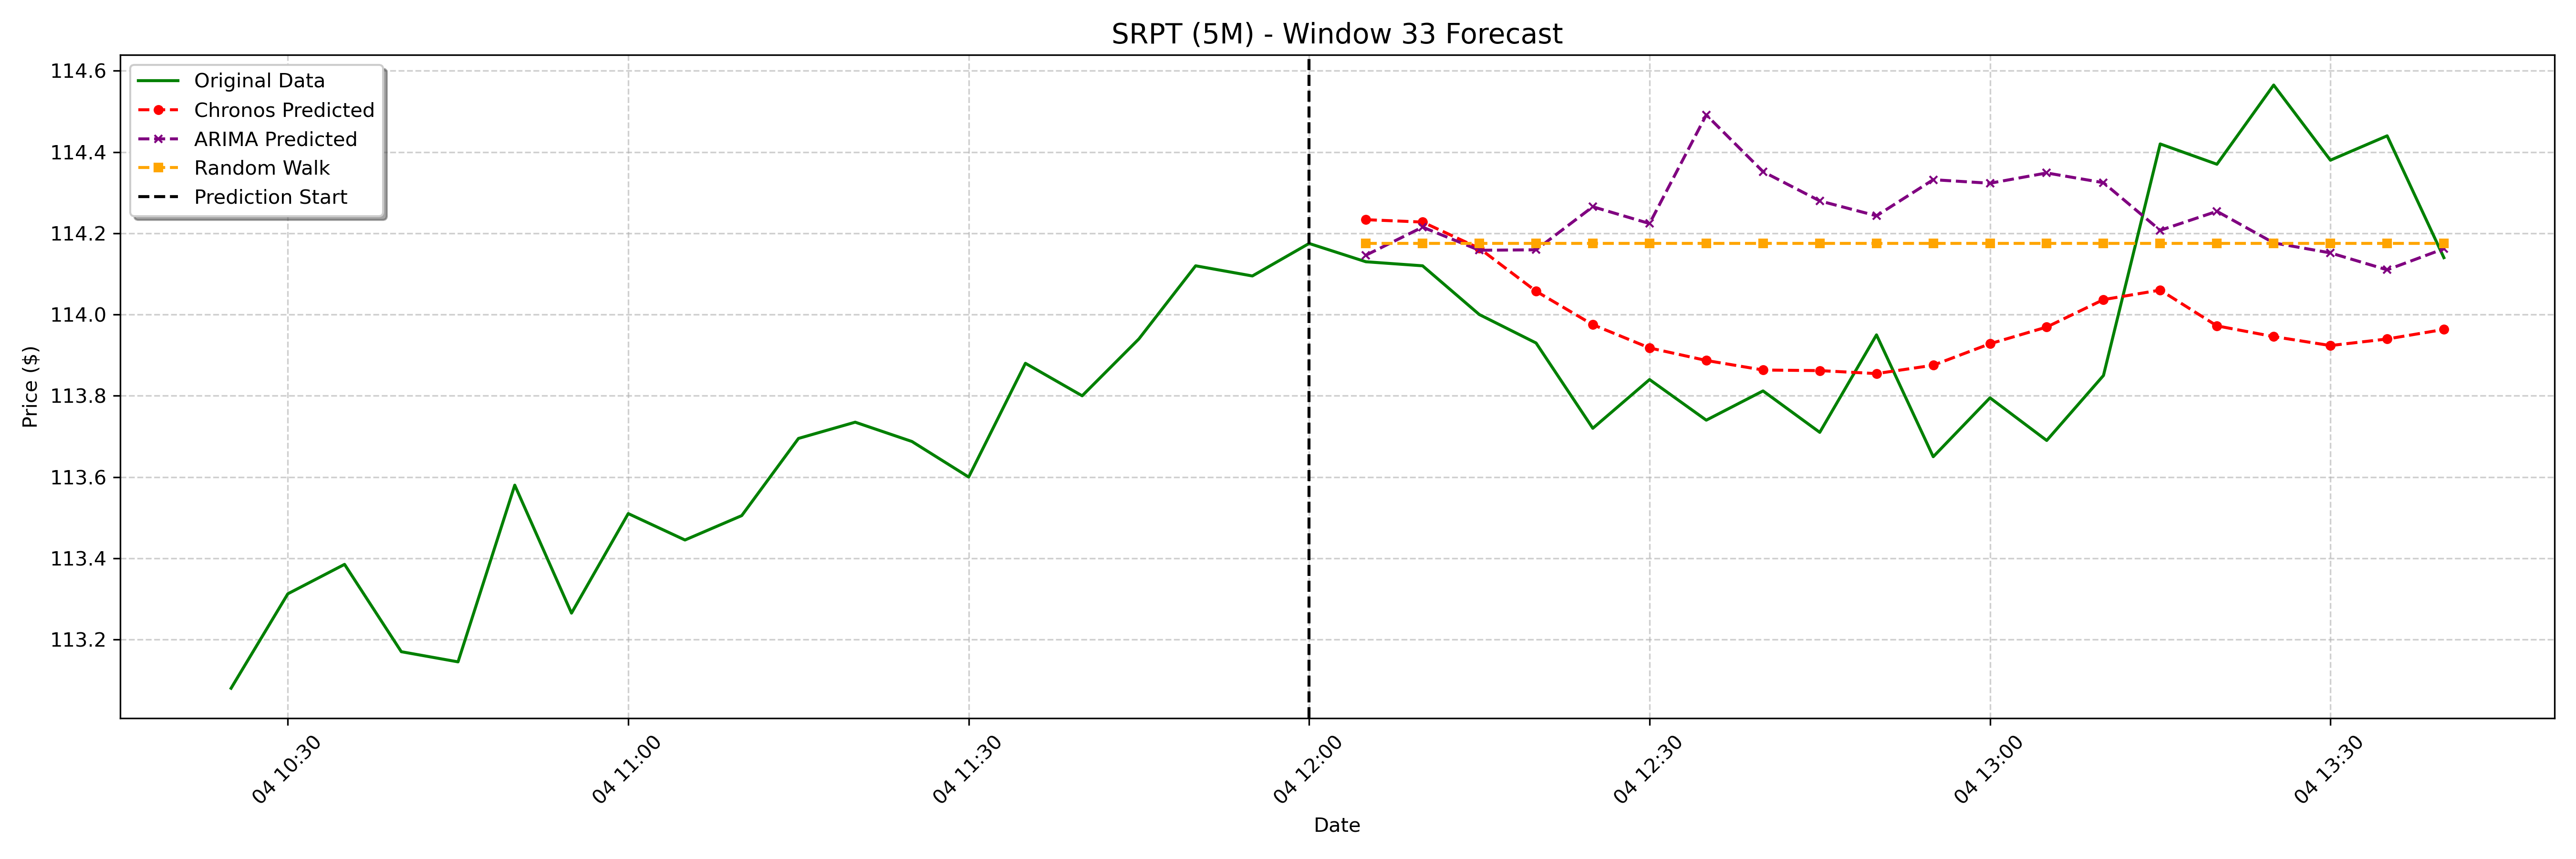 SRPT (5M) - Window 33 Forecast
Original Data
Chronos Predicted
ARIMA Predicted
Random Walk
Prediction Start
Price ($)
114.6
114.4
114.2
114.0
113.8
113.6
113.4
113.2
04 10:30
04 11:00
04 11:30
04 12:00
04 12:30
04 13:00
04 13:30
Date